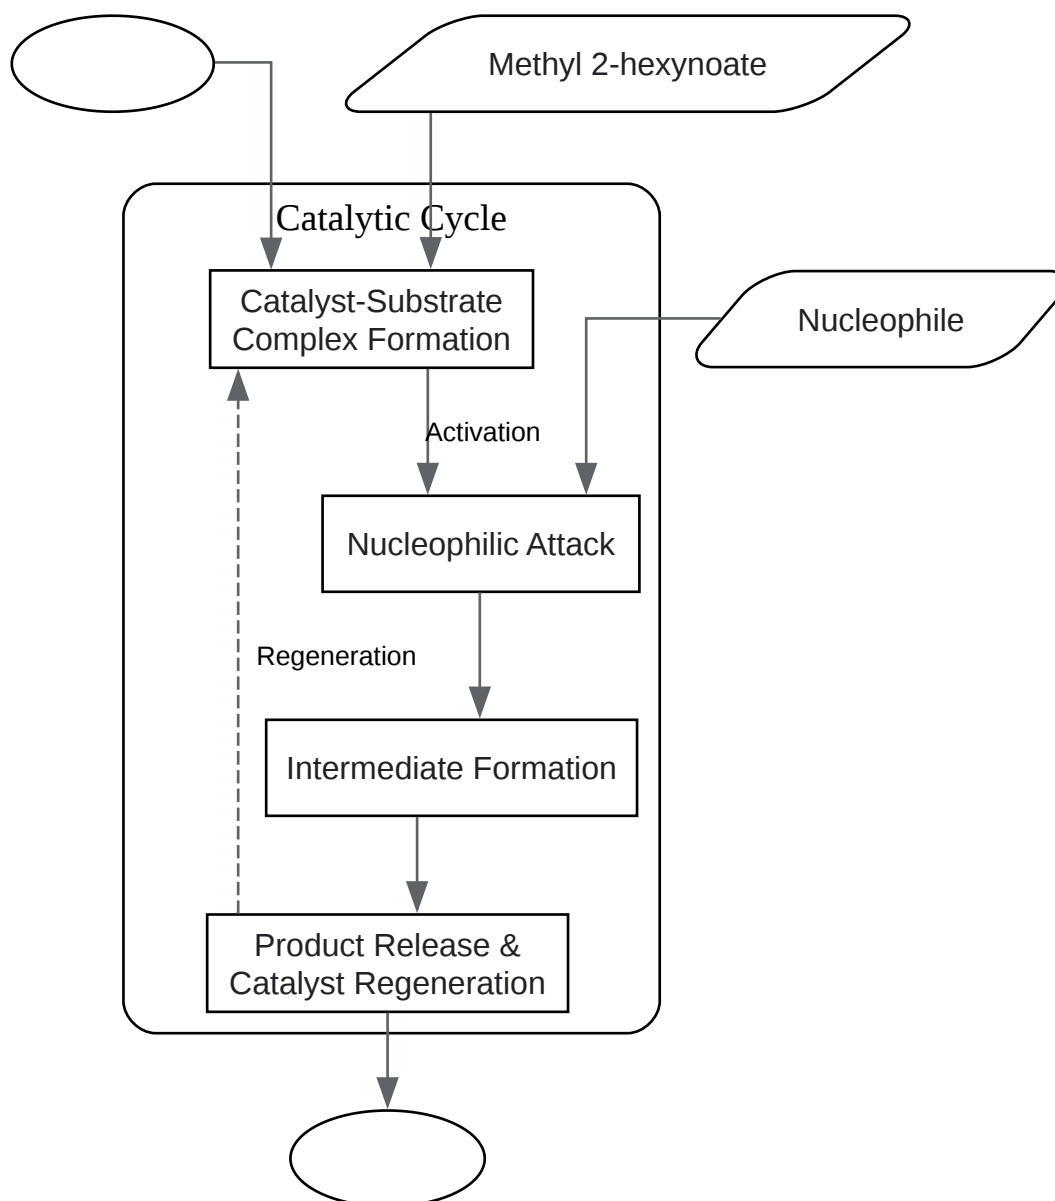 Methyl 2-hexynoate
Catalytic Cycle
Catalyst-Substrate
Complex Formation
Nucleophile
Activation
Nucleophilic Attack
Regeneration
Intermediate Formation
Product Release &
Catalyst Regeneration